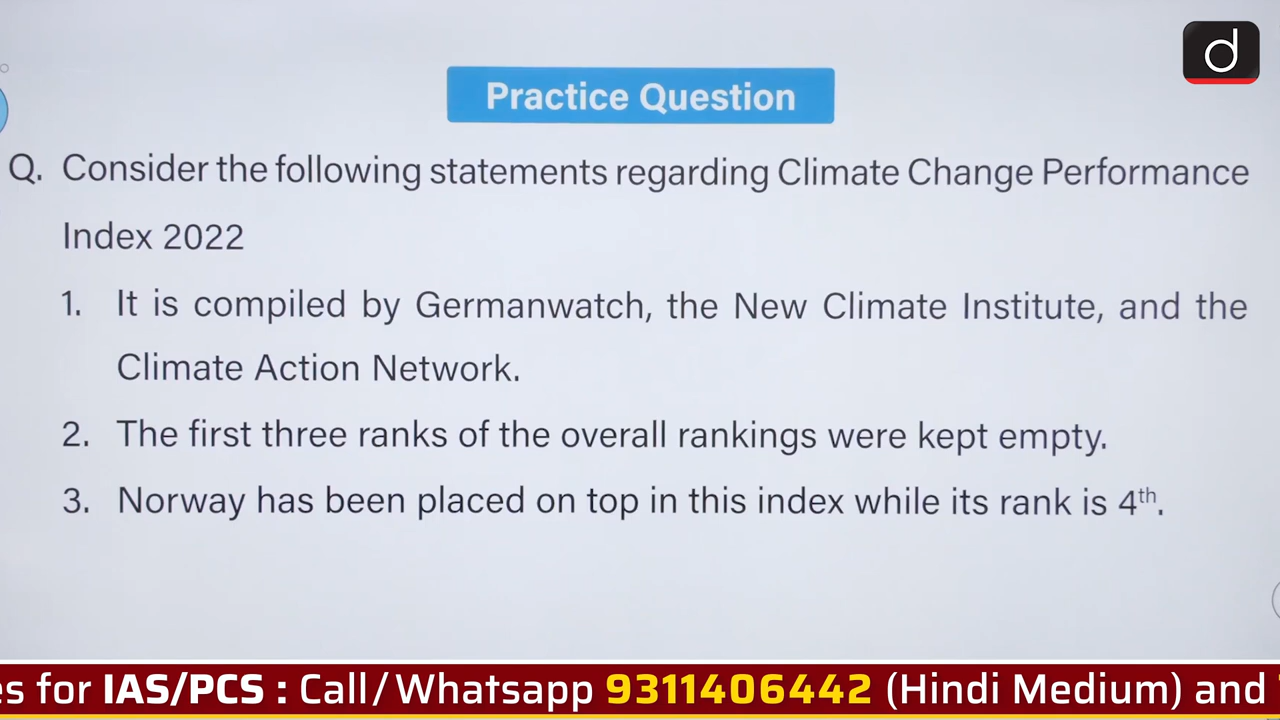 d
Practice Question
Q. Consider the following statements regarding Climate Change Performance
Index 2022
1. It is compiled by Germanwatch, the New Climate Institute, and the
Climate Action Network.
2. The first three ranks of the overall rankings were kept empty.
3. Norway has been placed on top in this index while its rank is 4th.
es for IAS/PCS : Call/Whatsapp 9311406442 (Hindi Medium) and